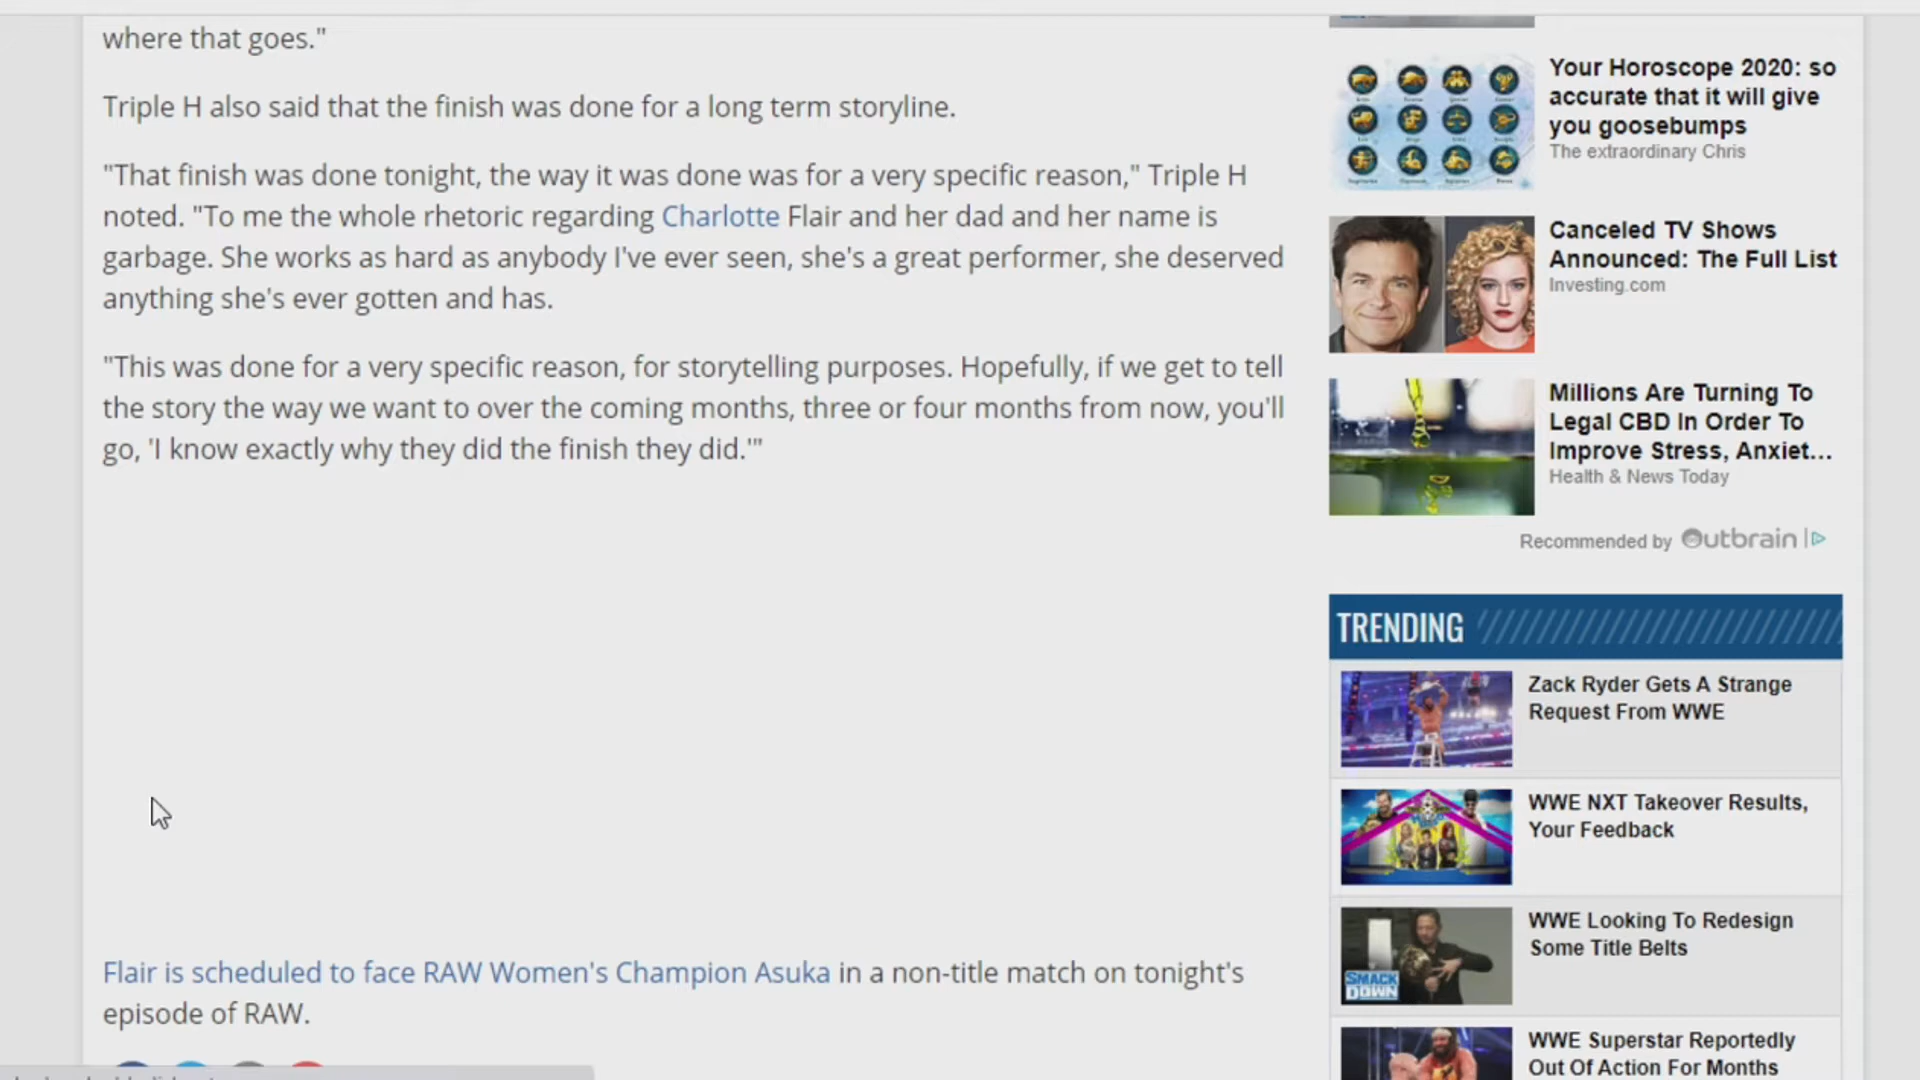 where that goes."
Triple H also said that the finish was done for a long term storyline.
"That finish was done tonight, the way it was done was for a very specific reason," Triple H
noted. "To me the whole rhetoric regarding Charlotte Flair and her dad and her name is
garbage. She works as hard as anybody I've ever seen, she's a great performer, she deserved
anything she's ever gotten and has.
"This was done for a very specific reason, for storytelling purposes. Hopefully, if we get to tell
the story the way we want to over the coming months, three or four months from now, you'll
go, 'I know exactly why they did the finish they did.'"
Flair is scheduled to face RAW Women's Champion Asuka in a non-title match on tonight's
episode of RAW.
Your Horoscope 2020: so
accurate that it will give
you goosebumps
The extraordinary Chris
Canceled TV Shows
Announced: The Full List
Investing.com
Millions Are Turning To
Legal CBD In Order To
Improve Stress, Anxiet...
Health & News Today
Recommended by Outbrain
TRENDING
Zack Ryder Gets A Strange
Request From WWE
WWE NXT Takeover Results,
Your Feedback
WWE Looking To Redesign
Some Title Belts
SMACK
DOWN
WWE Superstar Reportedly
Out Of Action For Months